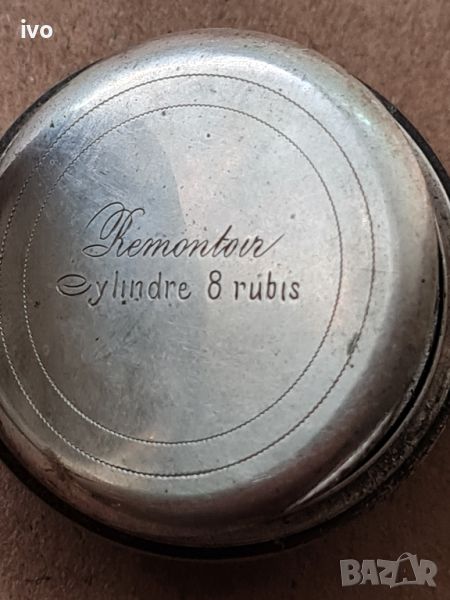 ivo
Remontoir
Cylindre 8 rubis
BAZAR